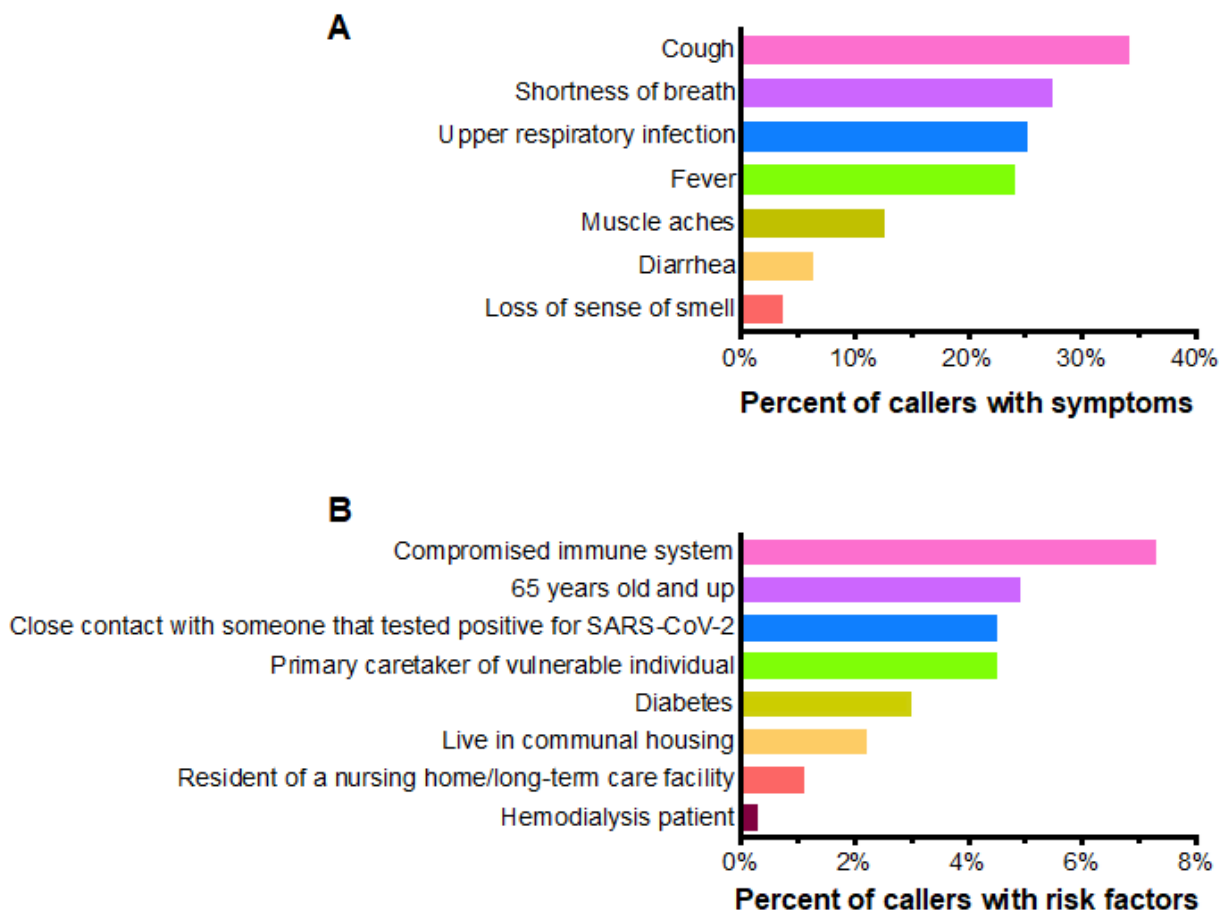 A
Cough
Shortness of breath
Upper respiratory infection
Fever
Muscle aches
Diarrhea
Loss of sense of smell
0% 10% 20% 30% 40%
Percent of callers with symptoms
B
Compromised immune system
65 years old and up
Close contact with someone that tested positive for SARS-CoV-2
Primary caretaker of vulnerable individual
Diabetes
Live in communal housing
Resident of a nursing home/long-term care facility
Hemodialysis patient
0% 2% 4% 6% 8%
Percent of callers with risk factors